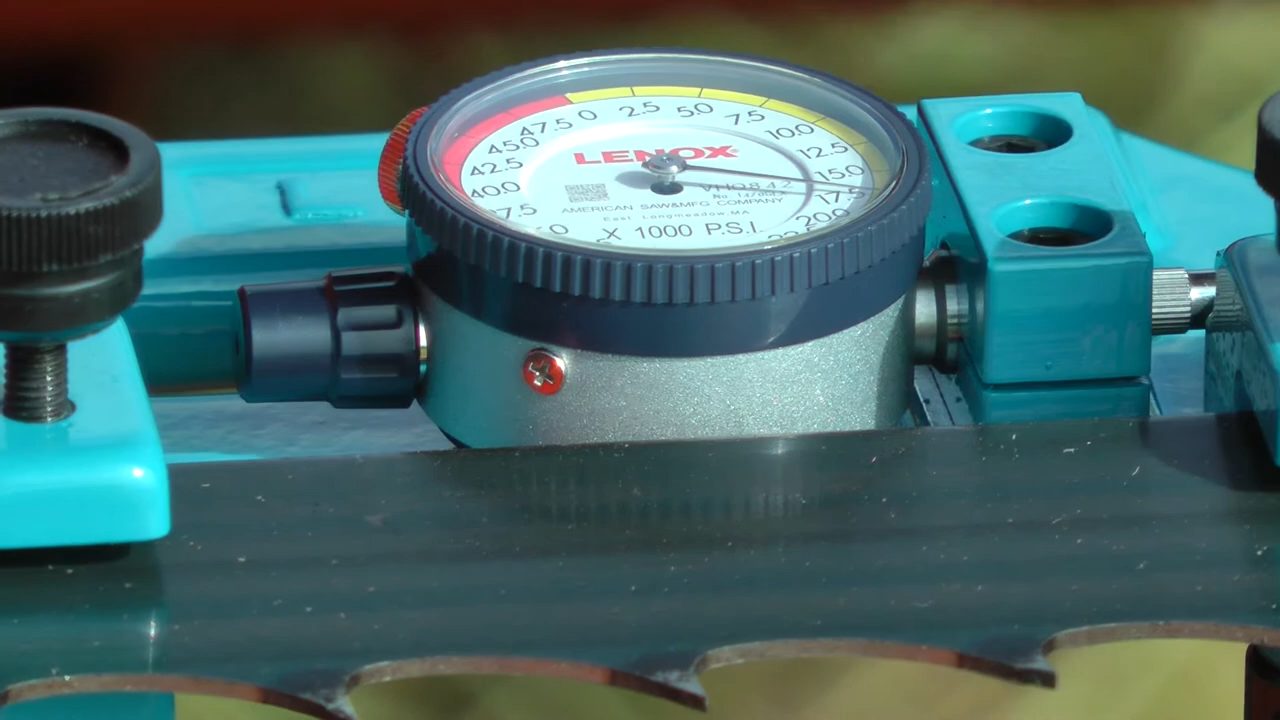 0 2.5 5.0 7.5 10.0 12.5 15.0 17.5 20.0
47.5
45.0
42.5
40.0
LENOX
VHQ842
AMERICAN SAW&MFG COMPANY
East Longmeadow, MA
X 1000 P.S.I.